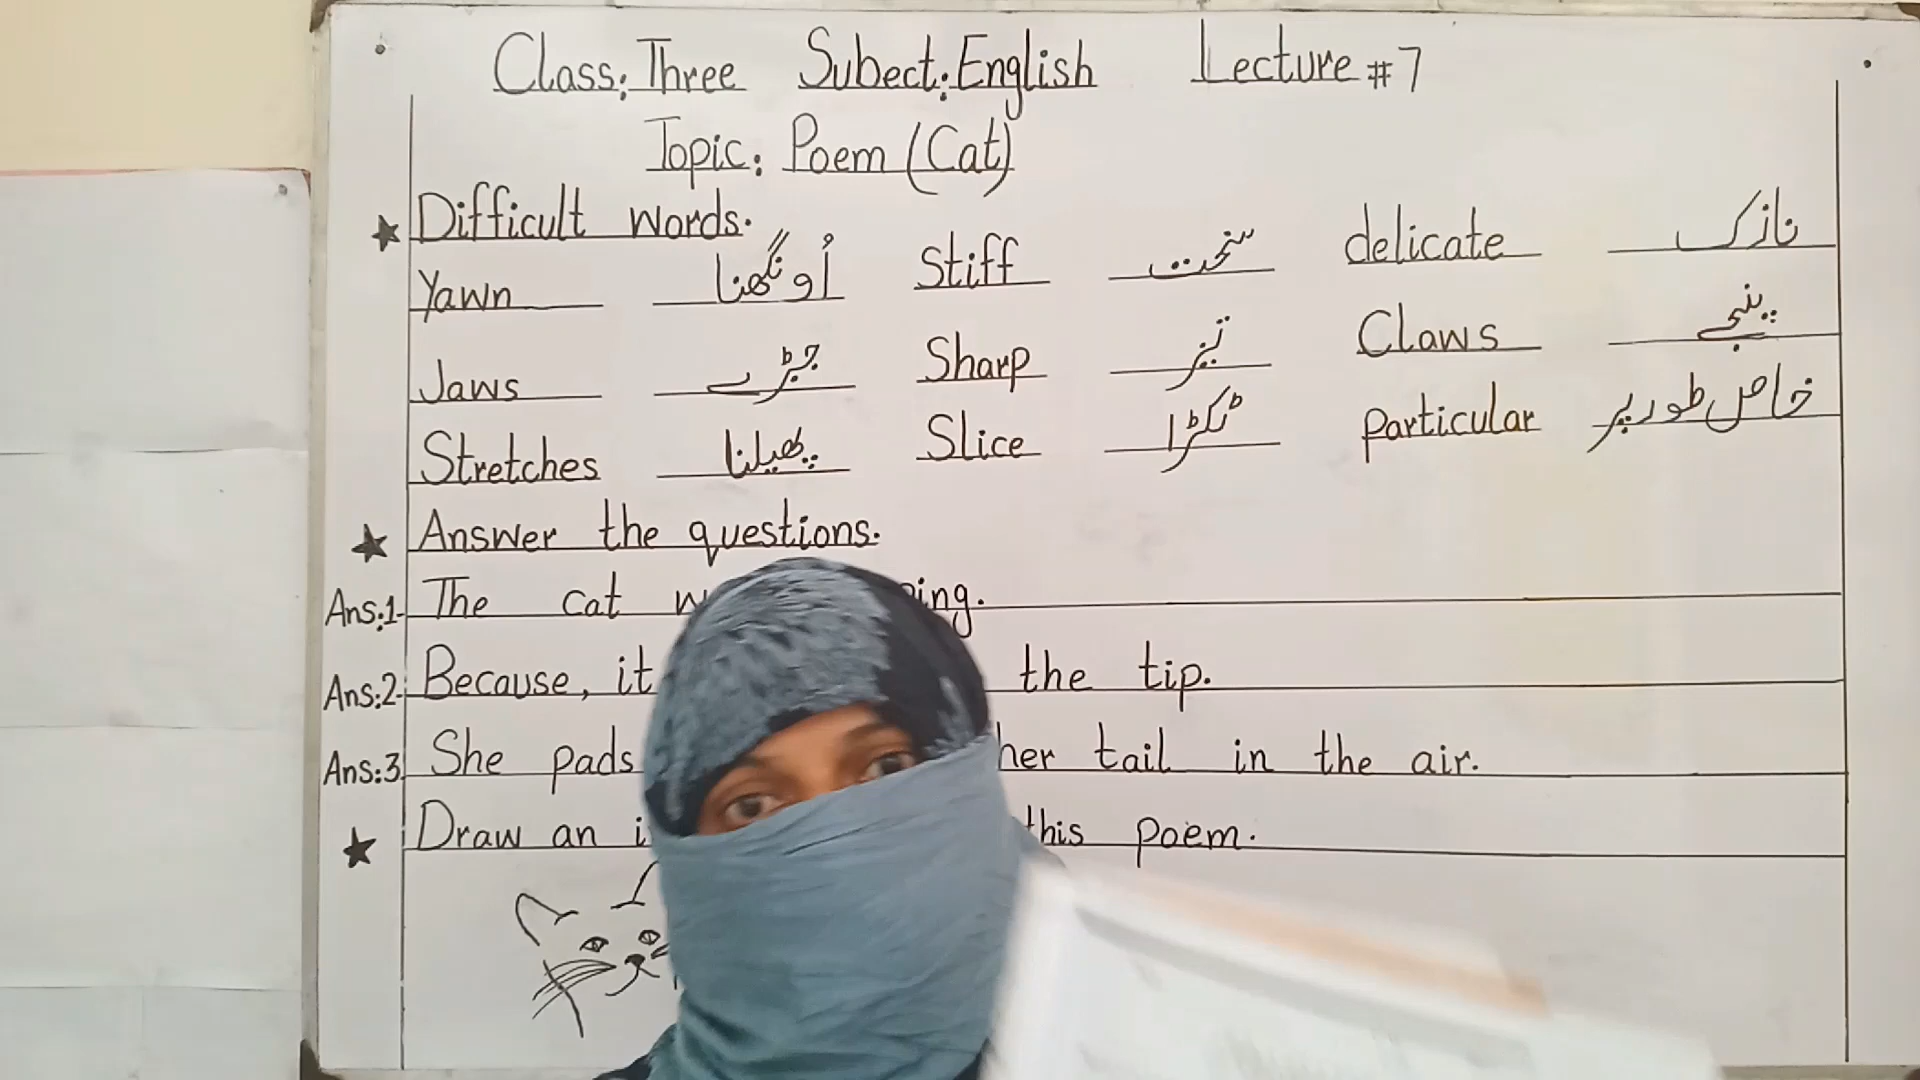 Class: Three Subect: English Lecture #7
Topic: Poem (Cat)
Difficult words.
Yawn أونگھنا Stiff سخت delicate نازک
Jaws جبڑے Sharp تیز Claws پنجے
Stretches پھیلنا Slice ٹکڑا particular خاص طور پر
Answer the questions.
Ans:1- The cat
Ans:2- Because, it the tip.
Ans:3 She pads her tail in the air.
Draw an this poem.